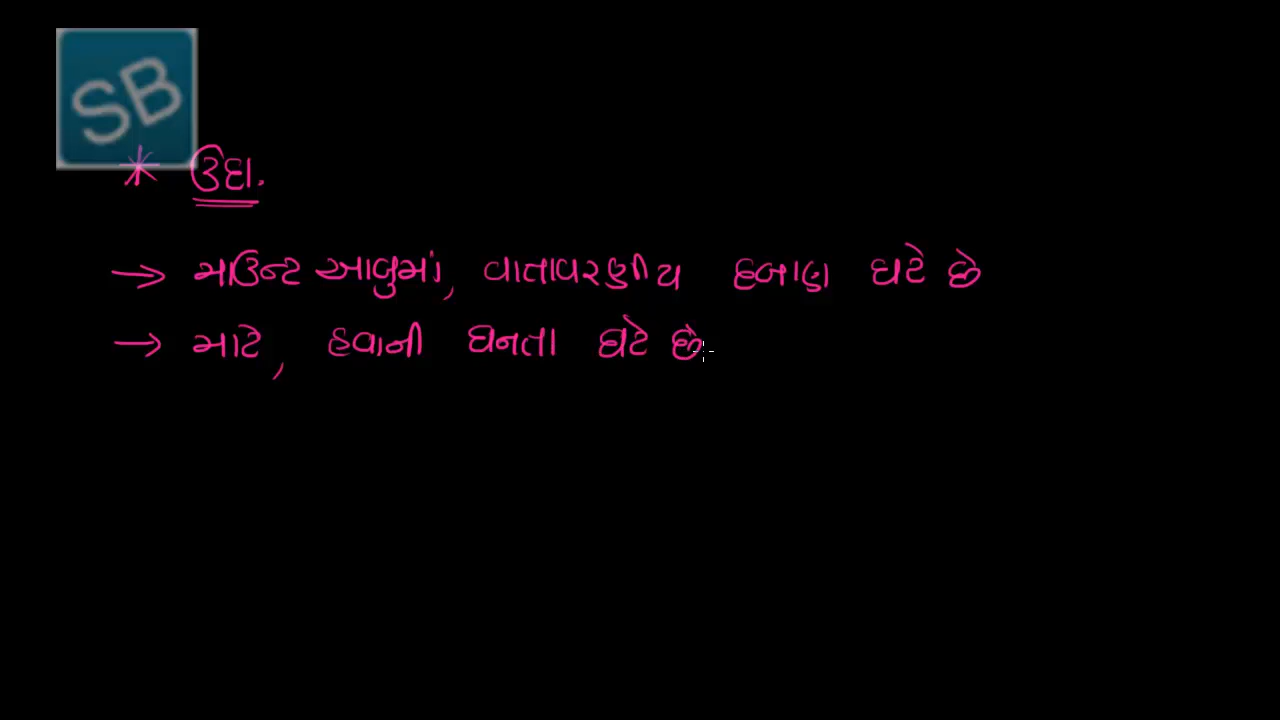 SB
* ઉદા.
→ માઉન્ટ આબુમાં, વાતાવરણીય દબાણ ઘટે છે
→ માટે, હવાની ઘનતા ઘટે છે